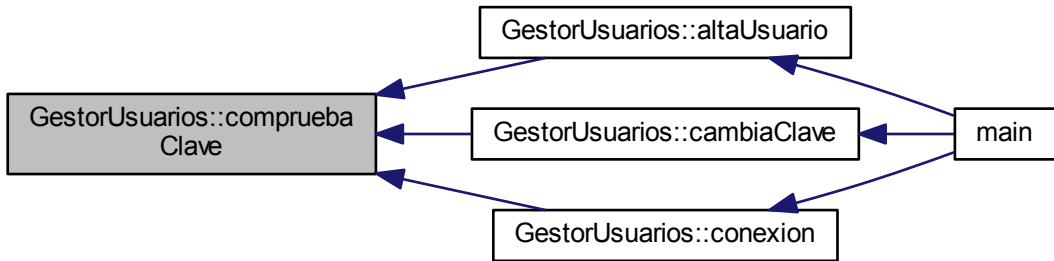 GestorUsuarios::altaUsuario
GestorUsuarios::comprueba
Clave
GestorUsuarios::cambiaClave
main
GestorUsuarios::conexion